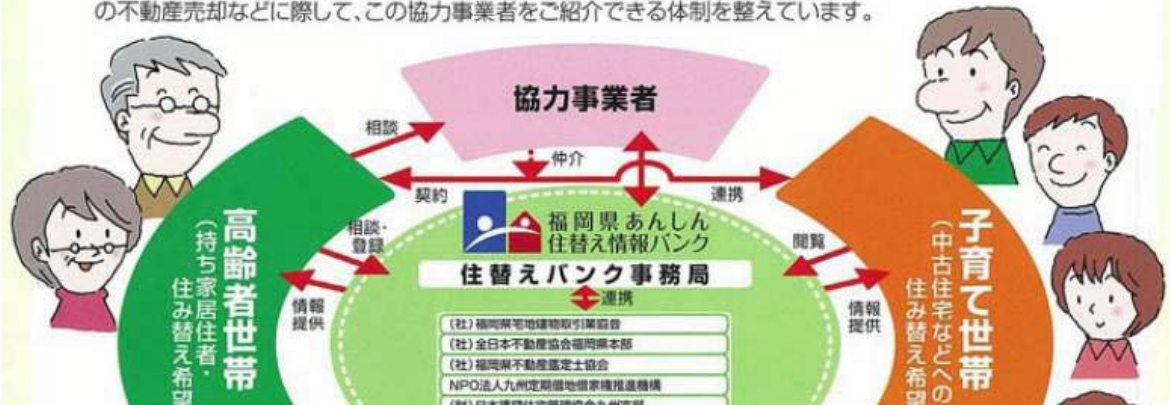 の不動産売却などに際して、この協力事業者をご紹介できる体制を整えています。
協力事業者
相談
仲介
契約
連携
高齢者世帯
(持ち家居住者・
住み替え希望
相談・
登録
情報
提供
福岡県あんしん
住替え情報バンク
住替えバンク事務局
連携
(社)福岡県宅地建物取引業協会
(社)全日本不動産協会福岡県本部
(社)福岡県不動産鑑定士協会
NPO法人九州定期借地借家権推進機構
閲覧
情報
提供
子育て世帯
(中古住宅などへの
住み替え希望